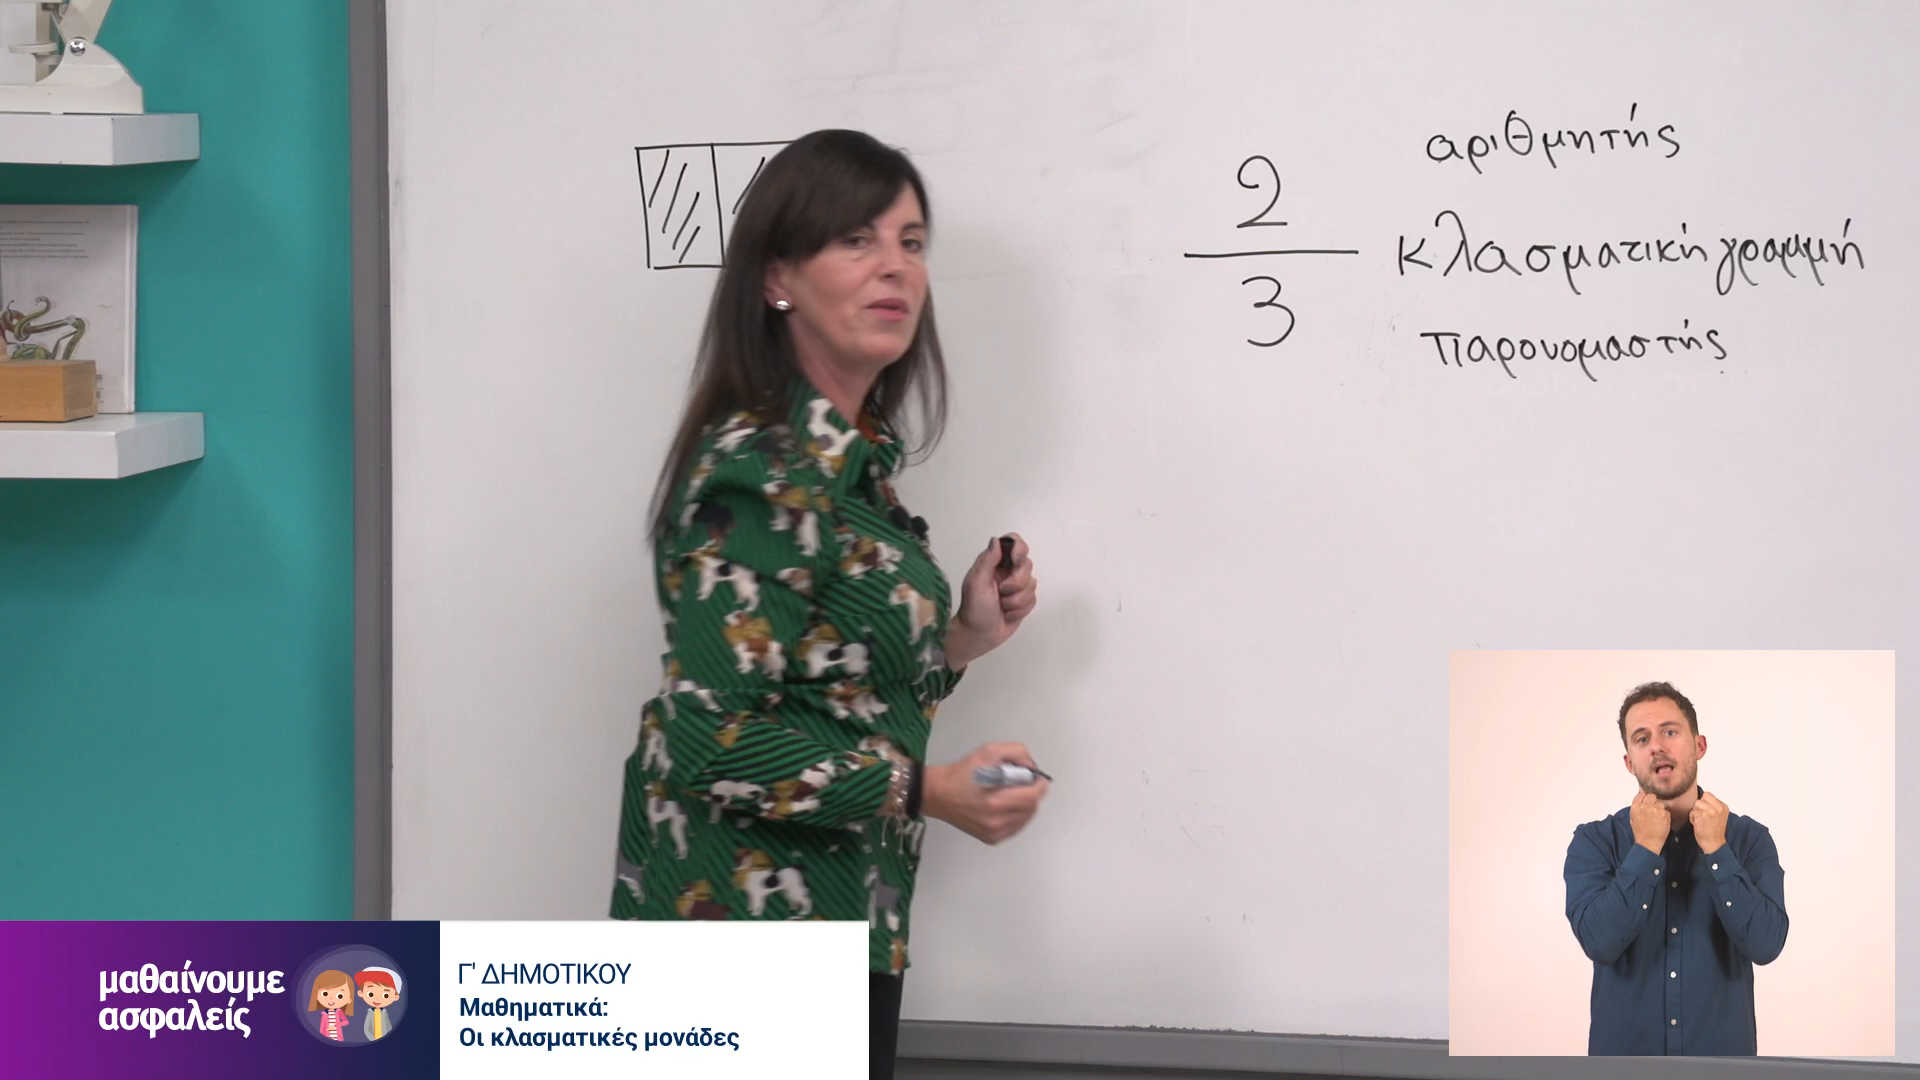 2
3
αριθμητής
κλασματική γραμμή
παρονομαστής
μαθαίνουμε
ασφαλείς
Γ' ΔΗΜΟΤΙΚΟΥ
Μαθηματικά:
Οι κλασματικές μονάδες